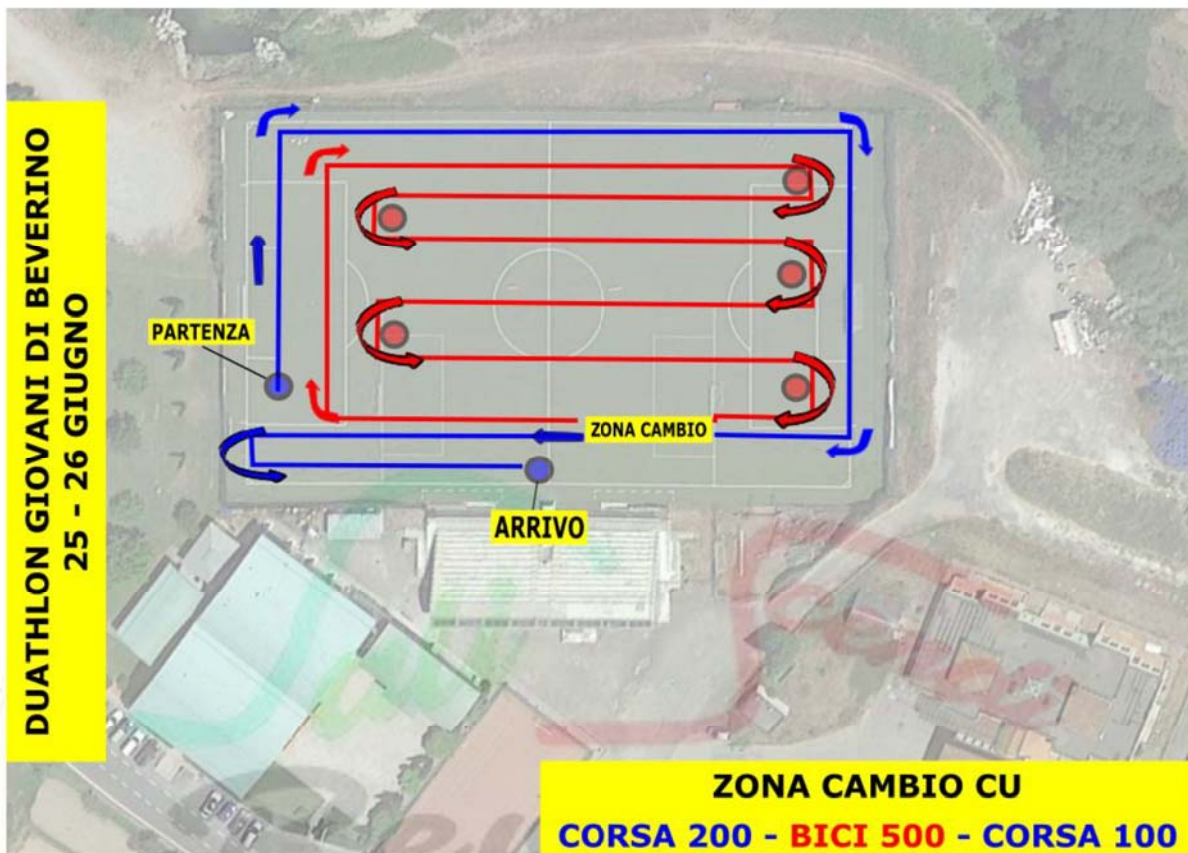 DUATHLON GIOVANI DI BEVERINO
25 - 26 GIUGNO
PARTENZA
ZONA CAMBIO
ARRIVO
ZONA CAMBIO CU
CORSA 200 - BICI 500 - CORSA 100